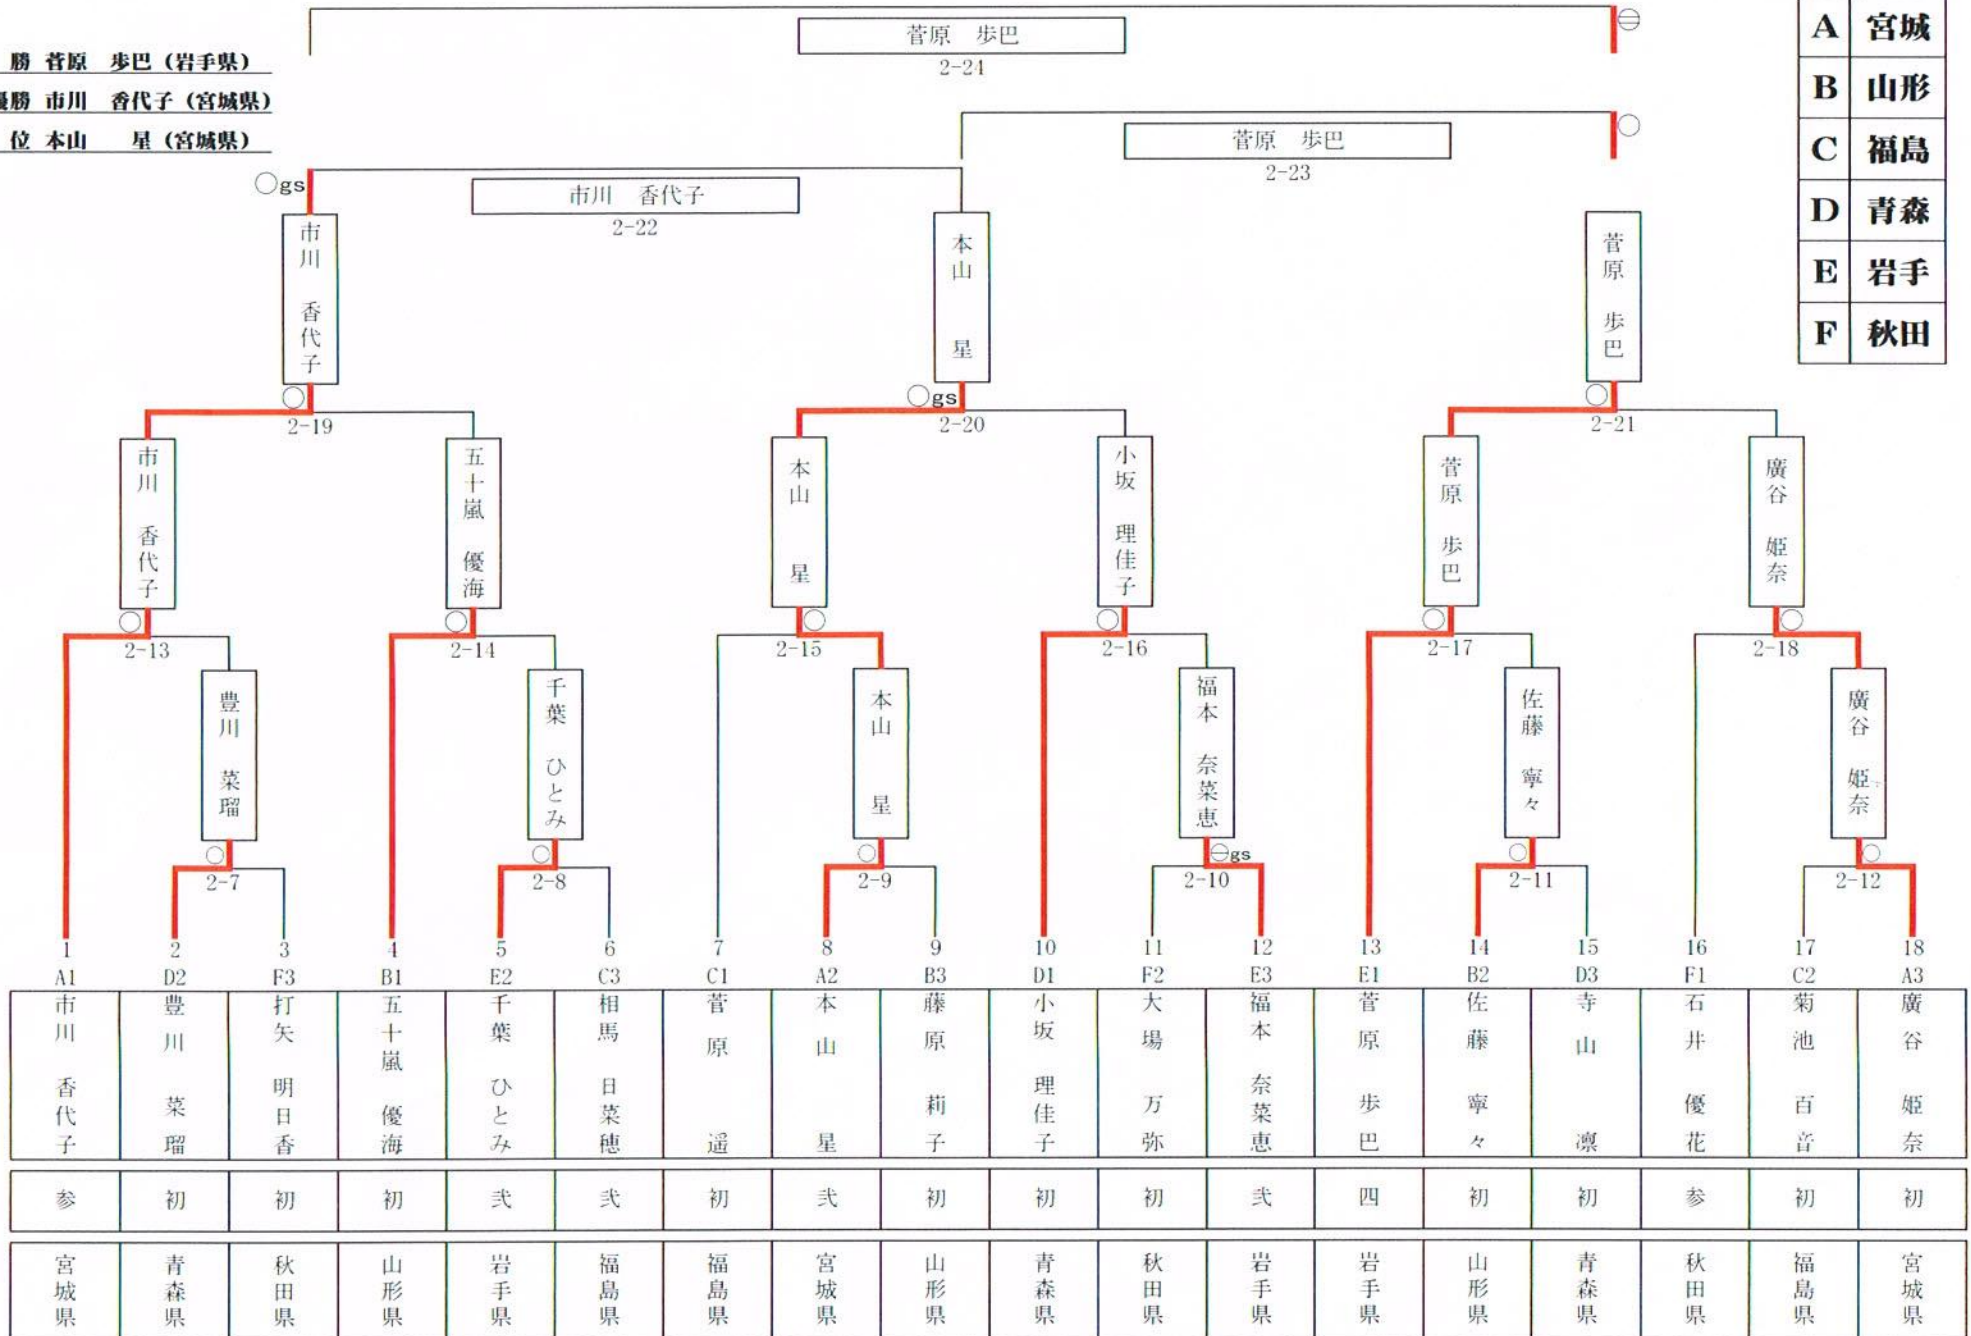 菅原　歩巴
2-24
勝 菅原　歩巴（岩手県）
優勝 市川　香代子（宮城県）
位 本山　星（宮城県）
A 宮城
B 山形
C 福島
D 青森
E 岩手
F 秋田
菅原　歩巴
2-23
○gs
市川　香代子
2-22
市川　香代子
本山　星
菅原　歩巴
○gs
2-19
2-20
2-21
市川　香代子
五十嵐　優海
本山　星
小坂　理佳子
菅原　歩巴
廣谷　姫奈
2-13
2-14
2-15
2-16
2-17
2-18
豊川　菜瑠
千葉　ひとみ
本山　星
福本　奈菜恵
佐藤　寧々
廣谷　姫奈
gs
2-7
2-8
2-9
2-10
2-11
2-12
1 2 3 4 5 6 7 8 9 10 11 12 13 14 15 16 17 18
A1 D2 F3 B1 E2 C3 C1 A2 B3 D1 F2 E3 E1 B2 D3 F1 C2 A3
市川　香代子
豊川　菜瑠
打矢　明日香
五十嵐　優海
千葉　ひとみ
相馬　日菜穂
菅原　遥
本山　星
藤原　莉子
小坂　理佳子
大場　万弥
福本　奈菜恵
菅原　歩巴
佐藤　寧々
寺山　凛
石井　優花
菊池　百音
廣谷　姫奈
参 初 初 初 弐 弐 初 弐 初 初 初 弐 四 初 初 参 初 初
宮城県 青森県 秋田県 山形県 岩手県 福島県 福島県 宮城県 山形県 青森県 秋田県 岩手県 岩手県 山形県 青森県 秋田県 福島県 宮城県